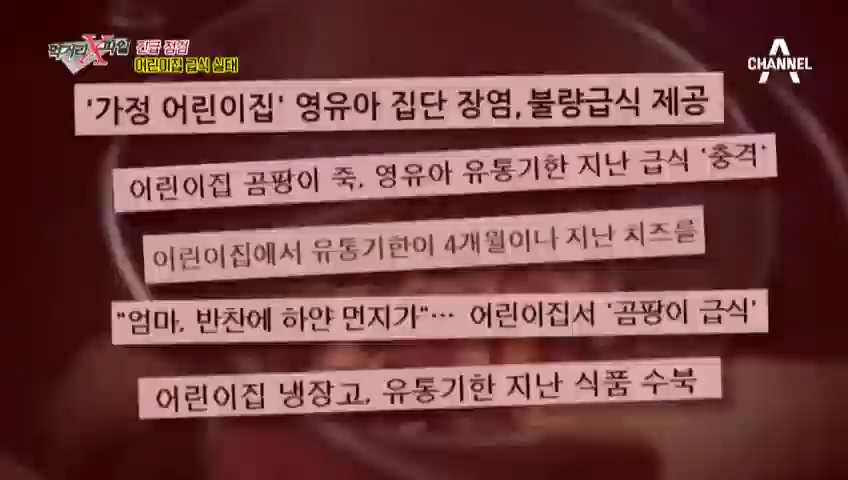 먹거리X파일
긴급 점검
어린이집 급식 실태
CHANNEL A
'가정 어린이집' 영유아 집단 장염, 불량급식 제공
어린이집 곰팡이 죽, 영유아 유통기한 지난 급식 '충격'
어린이집에서 유통기한이 4개월이나 지난 치즈를
"엄마, 반찬에 하얀 먼지가"… 어린이집서 '곰팡이 급식'
어린이집 냉장고, 유통기한 지난 식품 수북